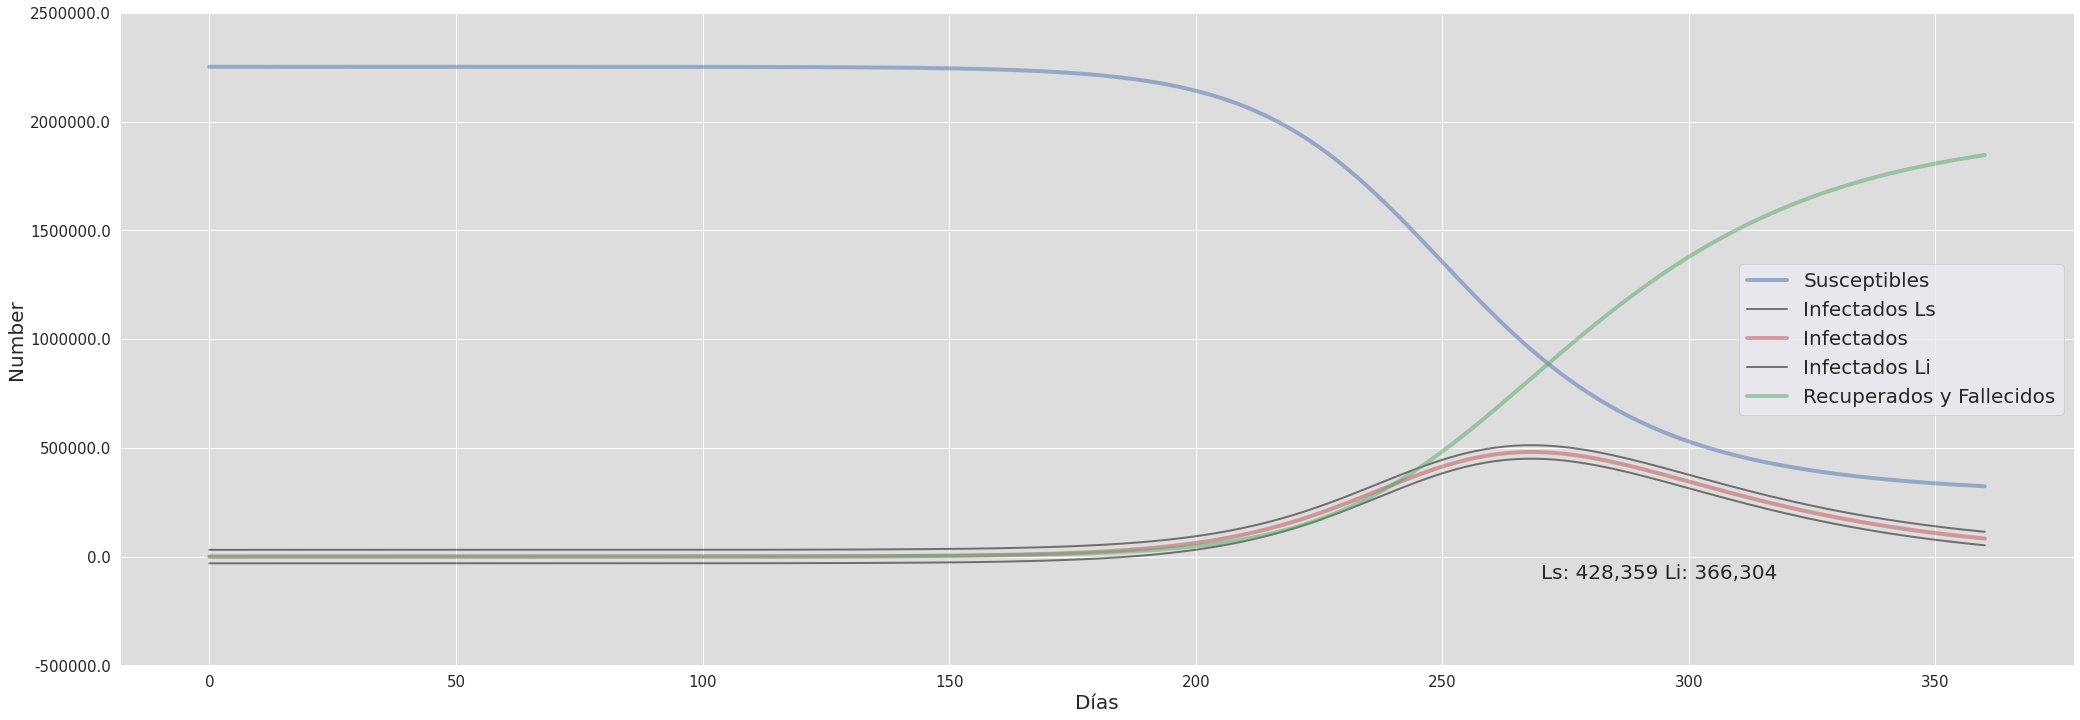 2500000.0
2000000.0
1500000.0
1000000.0
500000.0
0.0
-500000.0
Number
Susceptibles
Infectados Ls
Infectados
Infectados Li
Recuperados y Fallecidos
Ls: 428,359 Li: 366,304
0 50 100 150 200 250 300 350
Días